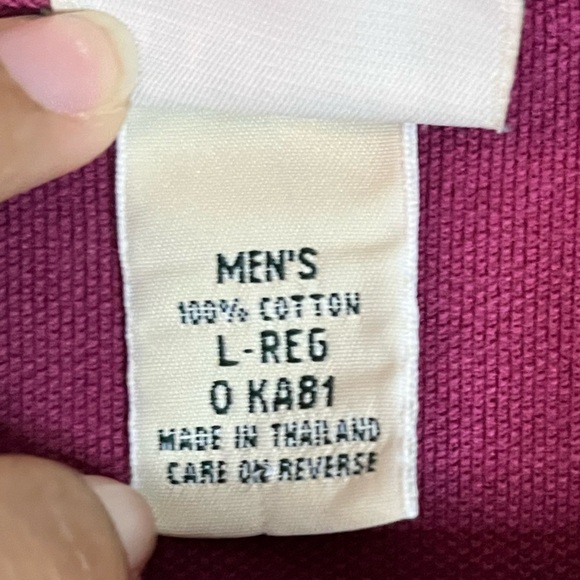 MEN'S
100% COTTON
L-REG
0 KA81
MADE IN THAILAND
CARE ON REVERSE